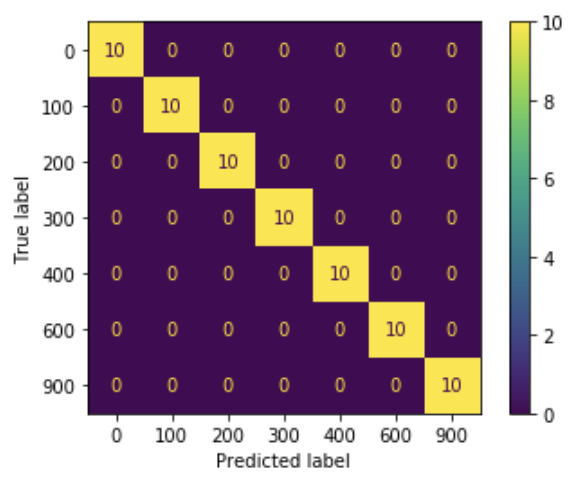 0 10 0 0 0 0 0 0
100 0 10 0 0 0 0 0
200 0 0 10 0 0 0 0
300 0 0 0 10 0 0 0
400 0 0 0 0 10 0 0
600 0 0 0 0 0 10 0
900 0 0 0 0 0 0 10
0 100 200 300 400 600 900
Predicted label
True label
10
8
6
4
2
0